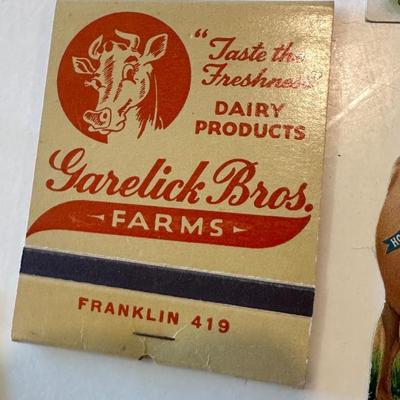 "Taste the
Freshness"
DAIRY
PRODUCTS
Garelick Bros.
FARMS
FRANKLIN 419